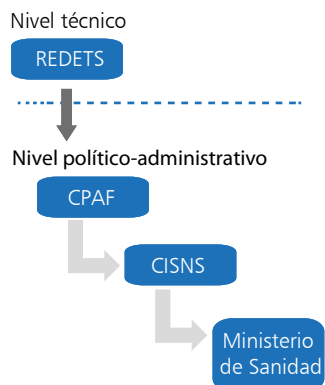 Nivel técnico
REDETS
Nivel político-administrativo
CPAF
CISNS
Ministerio
de Sanidad